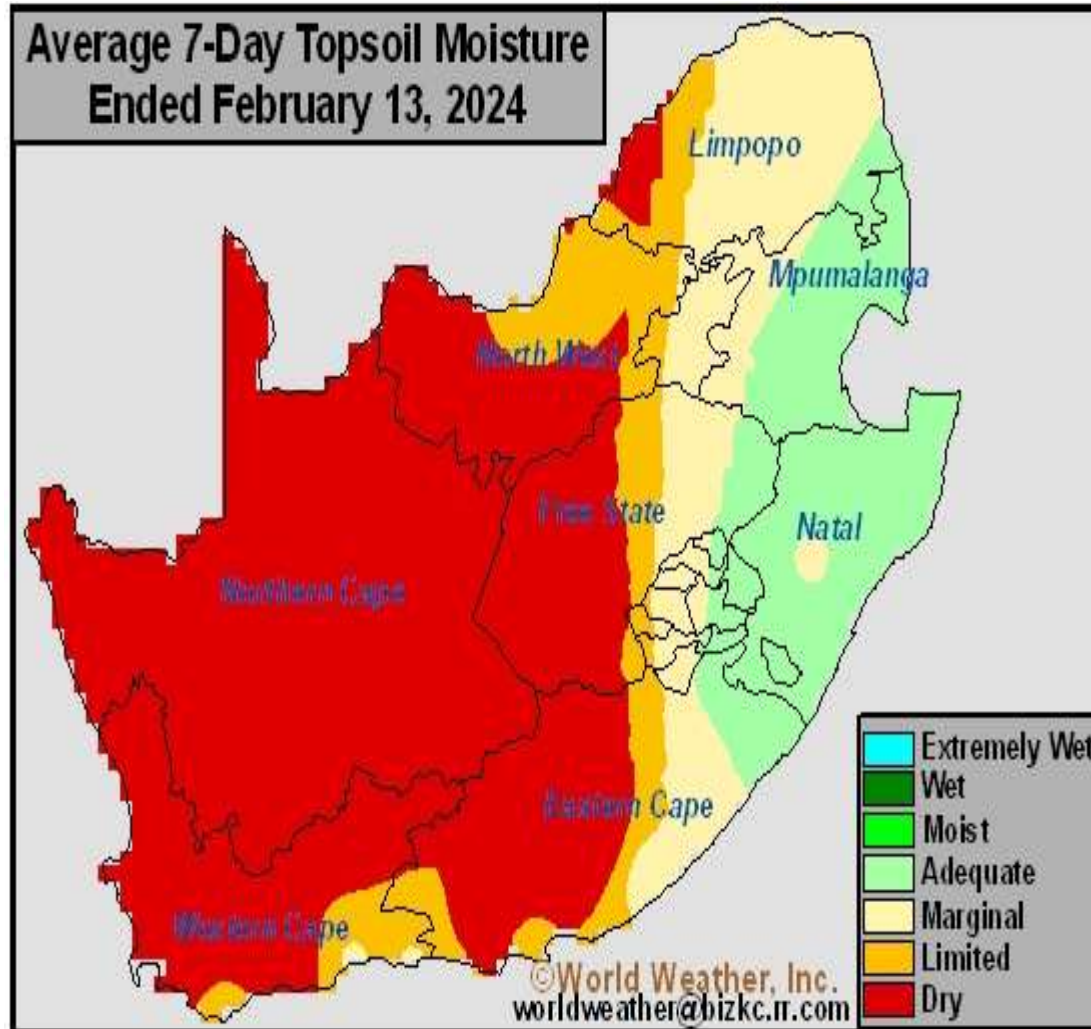 Average 7-Day Topsoil Moisture
Ended February 13, 2024
Limpopo
Mpumalanga
North West
Free State
Natal
Northern Cape
Eastern Cape
Western Cape
Extremely Wet
Wet
Moist
Adequate
Marginal
Limited
Dry
©World Weather, Inc.
worldweather@bizkc.rr.com